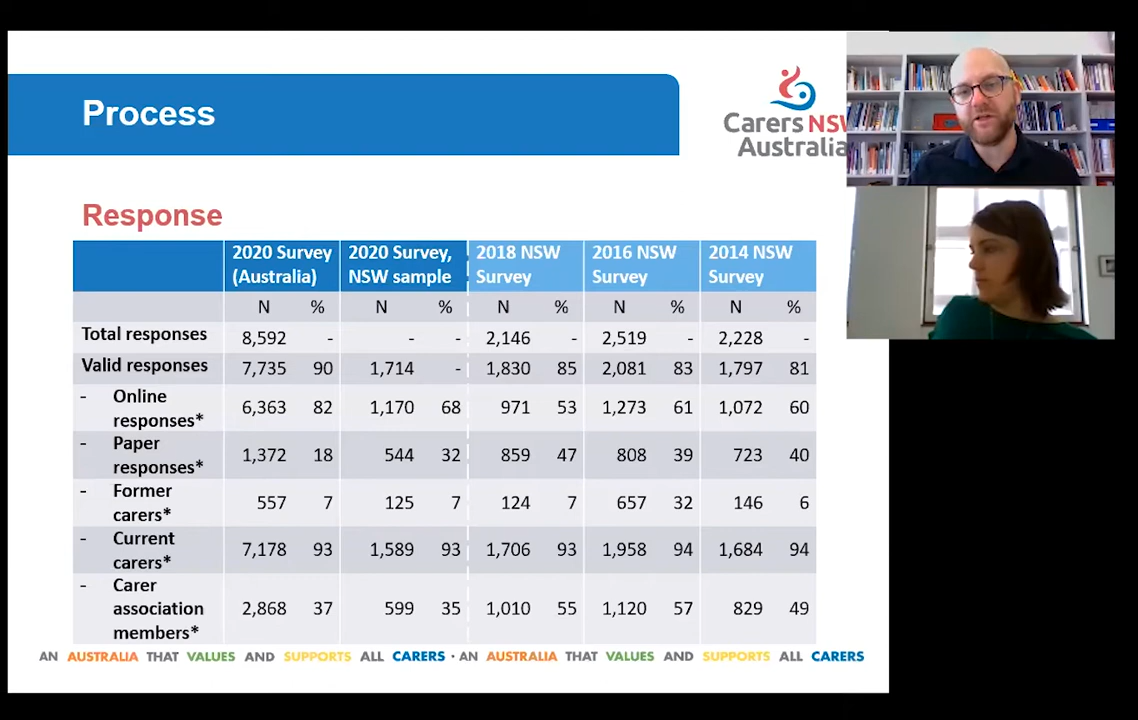 Process
Carers NSW
Australia
Response
2020 Survey (Australia) 2020 Survey, NSW sample 2018 NSW Survey 2016 NSW Survey 2014 NSW Survey
N % N % N % N % N %
Total responses 8,592 - - - 2,146 - 2,519 - 2,228 -
Valid responses 7,735 90 1,714 - 1,830 85 2,081 83 1,797 81
- Online responses* 6,363 82 1,170 68 971 53 1,273 61 1,072 60
- Paper responses* 1,372 18 544 32 859 47 808 39 723 40
- Former carers* 557 7 125 7 124 7 657 32 146 6
- Current carers* 7,178 93 1,589 93 1,706 93 1,958 94 1,684 94
- Carer association members* 2,868 37 599 35 1,010 55 1,120 57 829 49
AN AUSTRALIA THAT VALUES AND SUPPORTS ALL CARERS · AN AUSTRALIA THAT VALUES AND SUPPORTS ALL CARERS